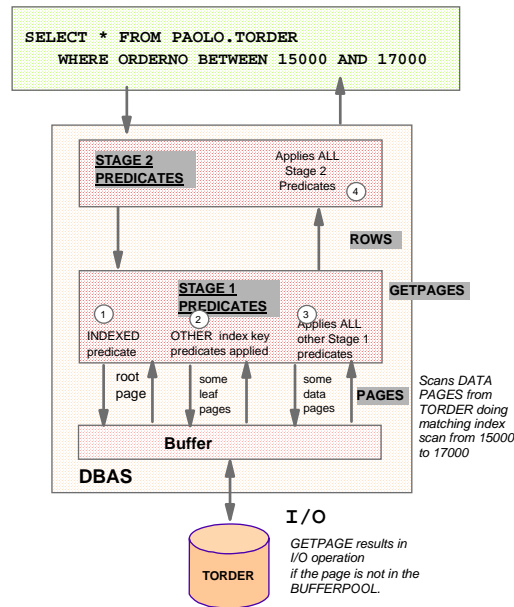 SELECT * FROM PAOLO.TORDER
WHERE ORDERNO BETWEEN 15000 AND 17000
STAGE 2
PREDICATES
Applies ALL
Stage 2
Predicates
4
ROWS
GETPAGES
STAGE 1
PREDICATES
1
INDEXED
predicate
2
OTHER index key
predicates applied
3
Applies ALL
other Stage 1
predicates
root
page
some
leaf
pages
some
data
pages
PAGES
Scans DATA
PAGES from
TORDER doing
matching index
scan from 15000
to 17000
Buffer
DBAS
I/O
TORDER
GETPAGE results in
I/O operation
if the page is not in the
BUFFERPOOL.